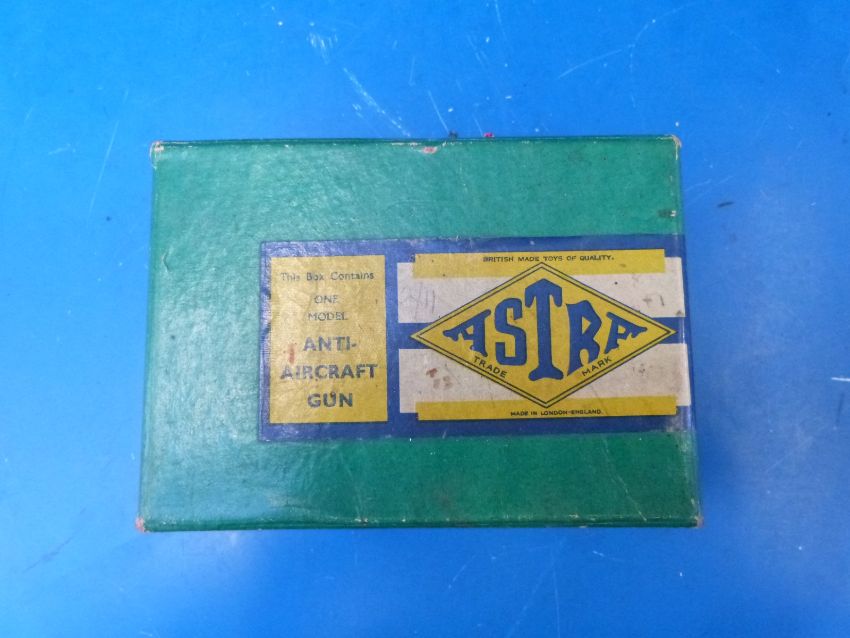 This Box Contains
ONE
MODEL
ANTI-
AIRCRAFT
GUN
BRITISH MADE TOYS OF QUALITY.
ASTRA
TRADE MARK
MADE IN LONDON-ENGLAND